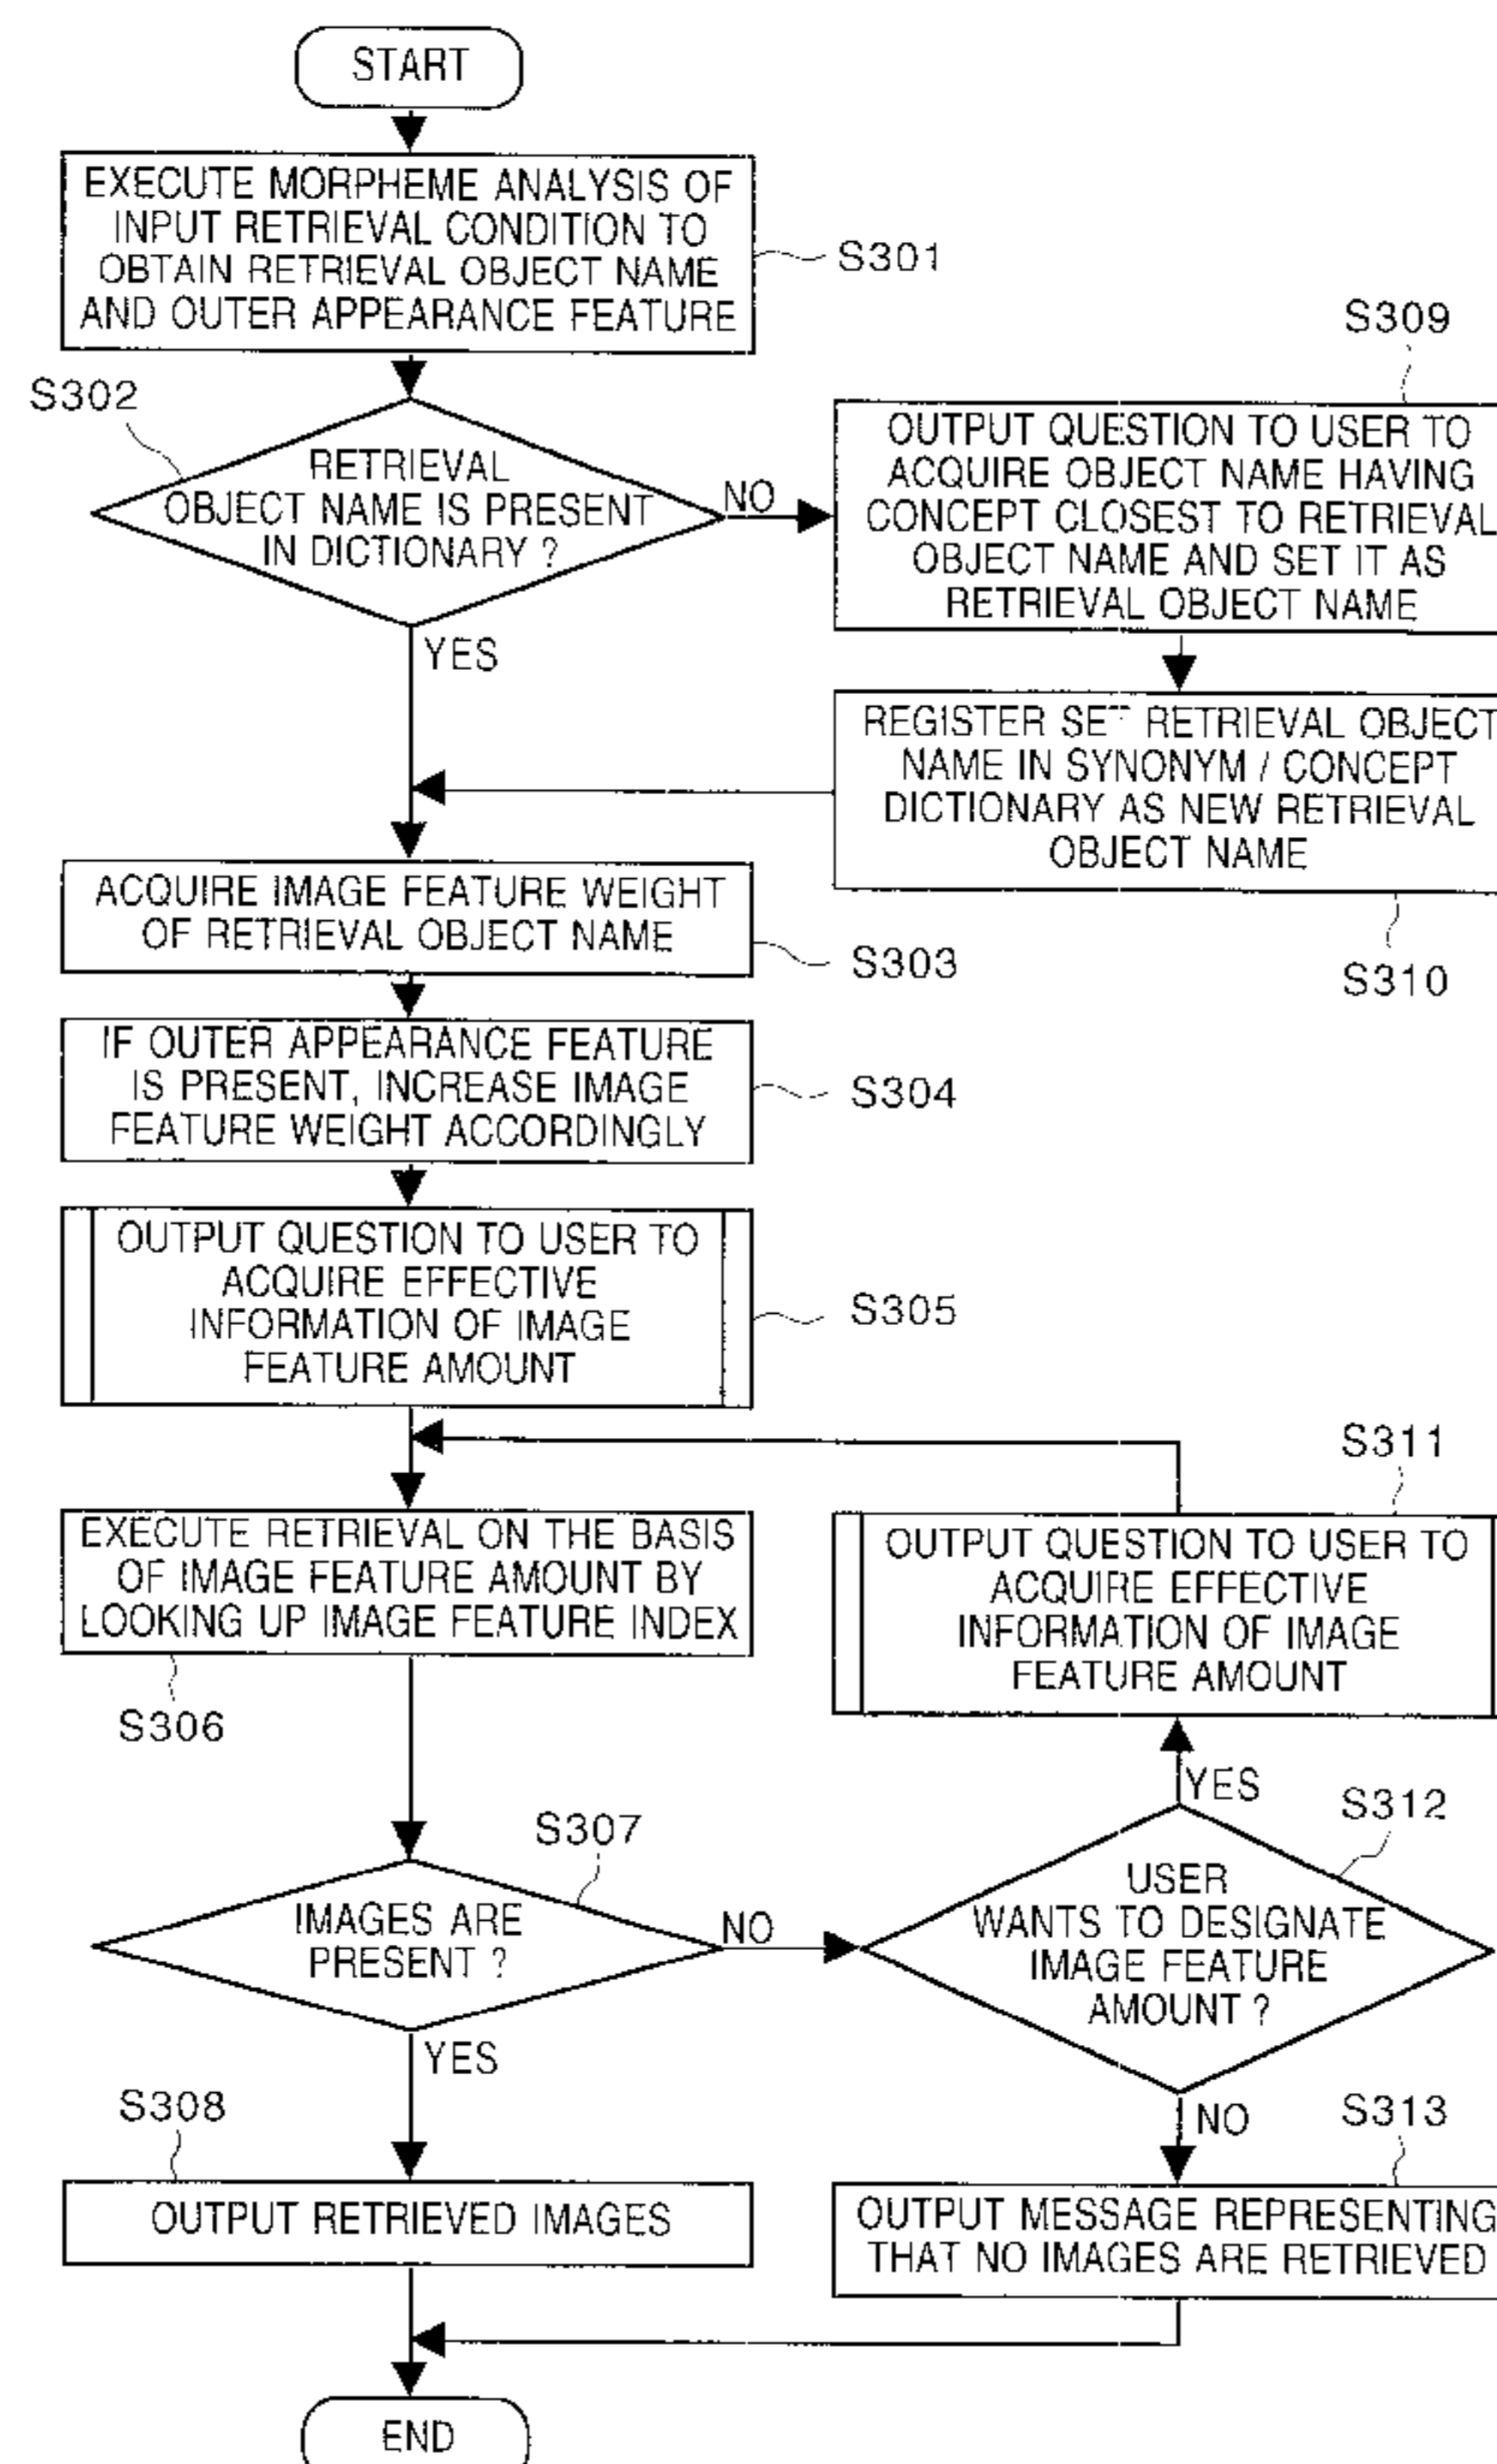 START
EXECUTE MORPHEME ANALYSIS OF
INPUT RETRIEVAL CONDITION TO
OBTAIN RETRIEVAL OBJECT NAME
AND OUTER APPEARANCE FEATURE
S301
S302
RETRIEVAL
OBJECT NAME IS PRESENT
IN DICTIONARY ?
NO
YES
S309
OUTPUT QUESTION TO USER TO
ACQUIRE OBJECT NAME HAVING
CONCEPT CLOSEST TO RETRIEVAL
OBJECT NAME AND SET IT AS
RETRIEVAL OBJECT NAME
REGISTER SET RETRIEVAL OBJECT
NAME IN SYNONYM / CONCEPT
DICTIONARY AS NEW RETRIEVAL
OBJECT NAME
S310
ACQUIRE IMAGE FEATURE WEIGHT
OF RETRIEVAL OBJECT NAME
S303
IF OUTER APPEARANCE FEATURE
IS PRESENT, INCREASE IMAGE
FEATURE WEIGHT ACCORDINGLY
S304
OUTPUT QUESTION TO USER TO
ACQUIRE EFFECTIVE
INFORMATION OF IMAGE
FEATURE AMOUNT
S305
EXECUTE RETRIEVAL ON THE BASIS
OF IMAGE FEATURE AMOUNT BY
LOOKING UP IMAGE FEATURE INDEX
S306
S311
OUTPUT QUESTION TO USER TO
ACQUIRE EFFECTIVE
INFORMATION OF IMAGE
FEATURE AMOUNT
YES
S307
IMAGES ARE
PRESENT ?
NO
YES
S312
USER
WANTS TO DESIGNATE
IMAGE FEATURE
AMOUNT ?
NO
S308
OUTPUT RETRIEVED IMAGES
S313
OUTPUT MESSAGE REPRESENTING
THAT NO IMAGES ARE RETRIEVED
END